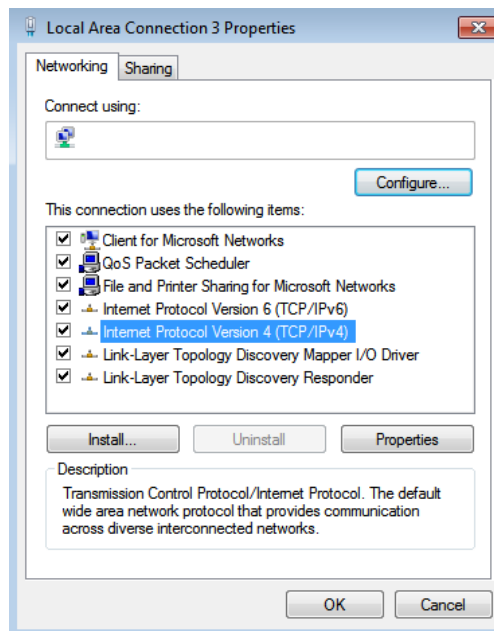 Local Area Connection 3 Properties
Networking
Sharing
Connect using:
Configure...
This connection uses the following items:
Client for Microsoft Networks
QoS Packet Scheduler
File and Printer Sharing for Microsoft Networks
Internet Protocol Version 6 (TCP/IPv6)
Internet Protocol Version 4 (TCP/IPv4)
Link-Layer Topology Discovery Mapper I/O Driver
Link-Layer Topology Discovery Responder
Install...
Uninstall
Properties
Description
Transmission Control Protocol/Internet Protocol. The default
wide area network protocol that provides communication
across diverse interconnected networks.
OK
Cancel